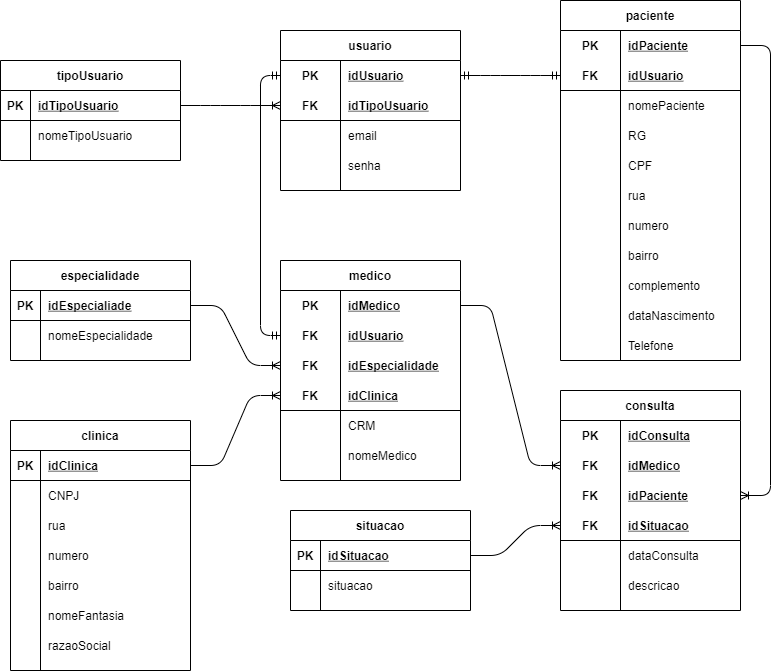 tipoUsuario
PK idTipoUsuario
nomeTipoUsuario
usuario
PK idUsuario
FK idTipoUsuario
email
senha
paciente
PK idPaciente
FK idUsuario
nomePaciente
RG
CPF
rua
numero
bairro
complemento
dataNascimento
Telefone
especialidade
PK idEspecialiade
nomeEspecialidade
medico
PK idMedico
FK idUsuario
FK idEspecialidade
FK idClinica
CRM
nomeMedico
clinica
PK idClinica
CNPJ
rua
numero
bairro
nomeFantasia
razaoSocial
situacao
PK idSituacao
situacao
consulta
PK idConsulta
FK idMedico
FK idPaciente
FK idSituacao
dataConsulta
descricao